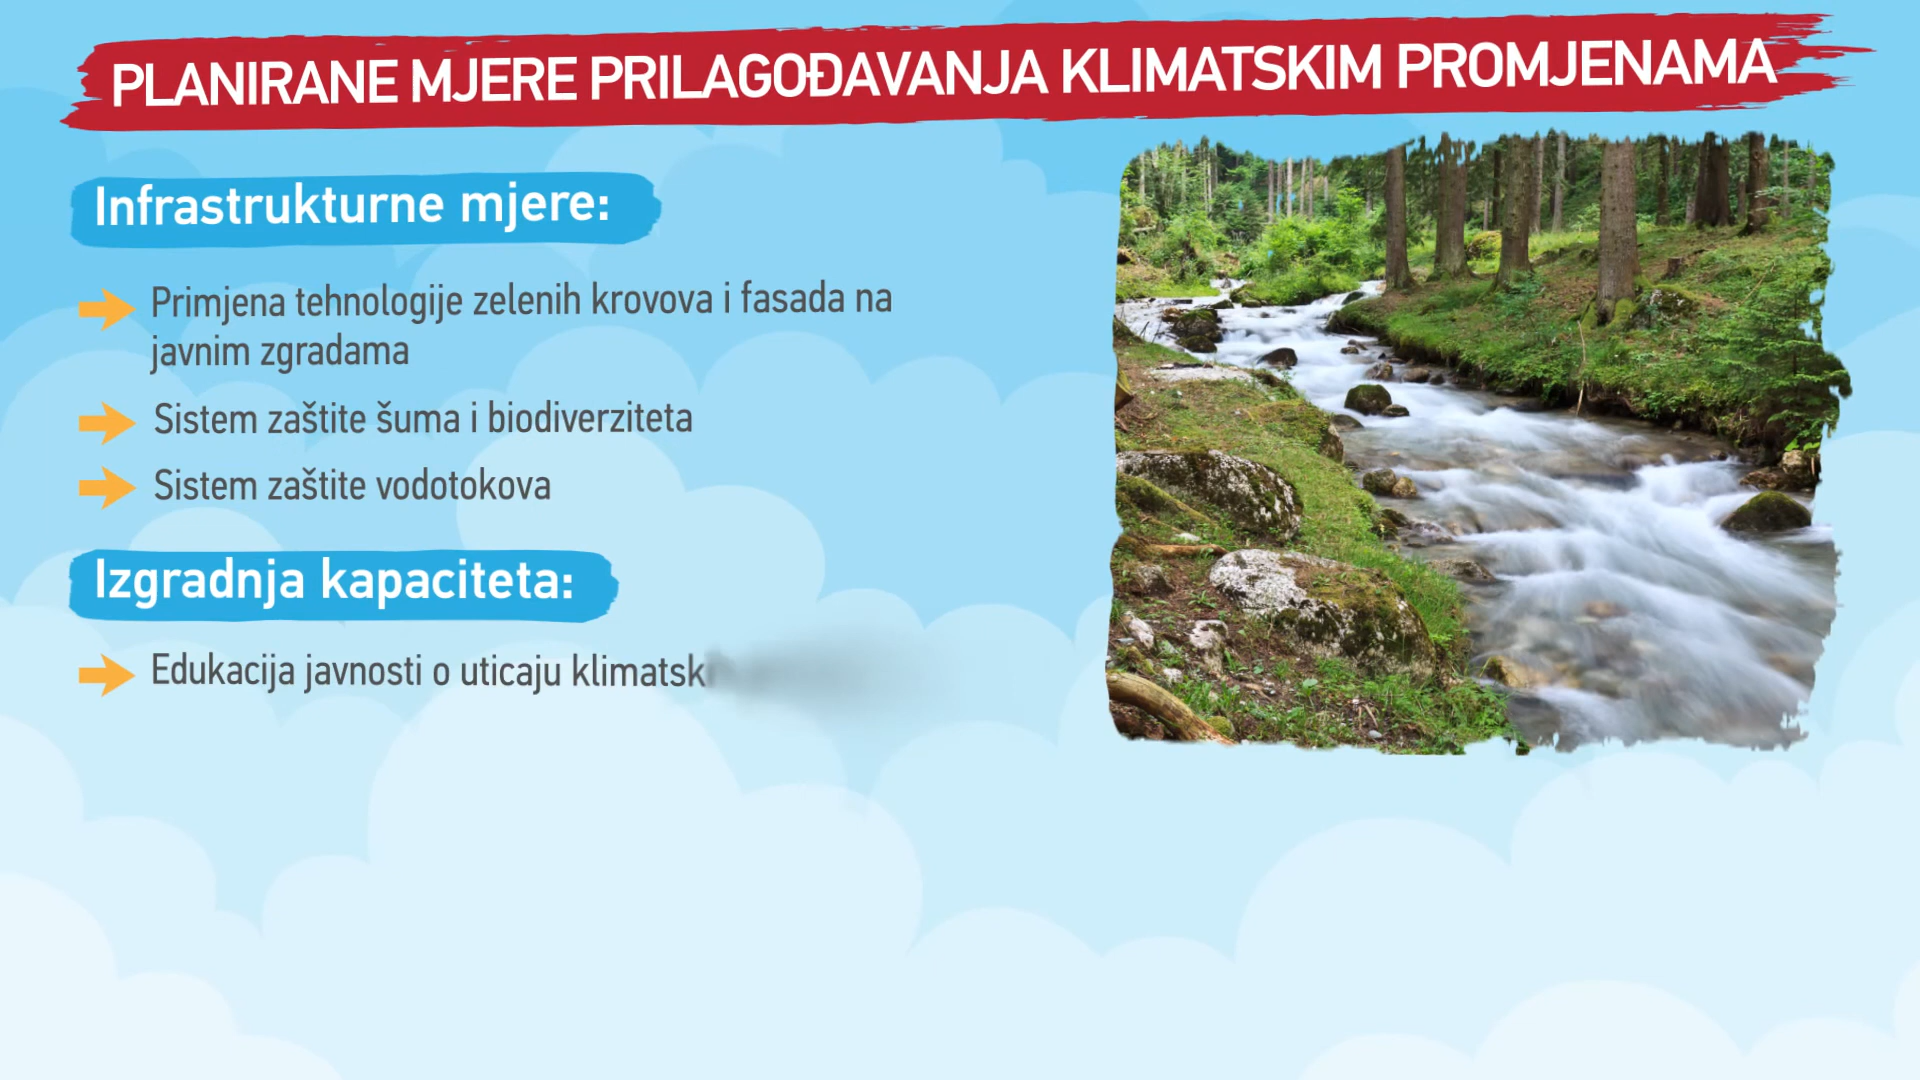 PLANIRANE MJERE PRILAGOĐAVANJA KLIMATSKIM PROMJENAMA
Infrastrukturne mjere:
Primjena tehnologije zelenih krovova i fasada na
javnim zgradama
Sistem zaštite šuma i biodiverziteta
Sistem zaštite vodotokova
Izgradnja kapaciteta:
Edukacija javnosti o uticaju